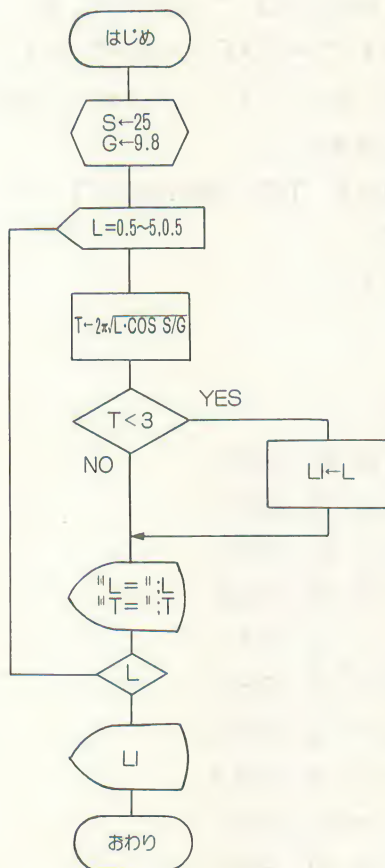 はじめ
S←25
G←9.8
L=0.5~5,0.5
T←2π√L・COS S/G
T<3
YES
NO
LI←L
"L=";L
"T=";T
L
LI
おわり